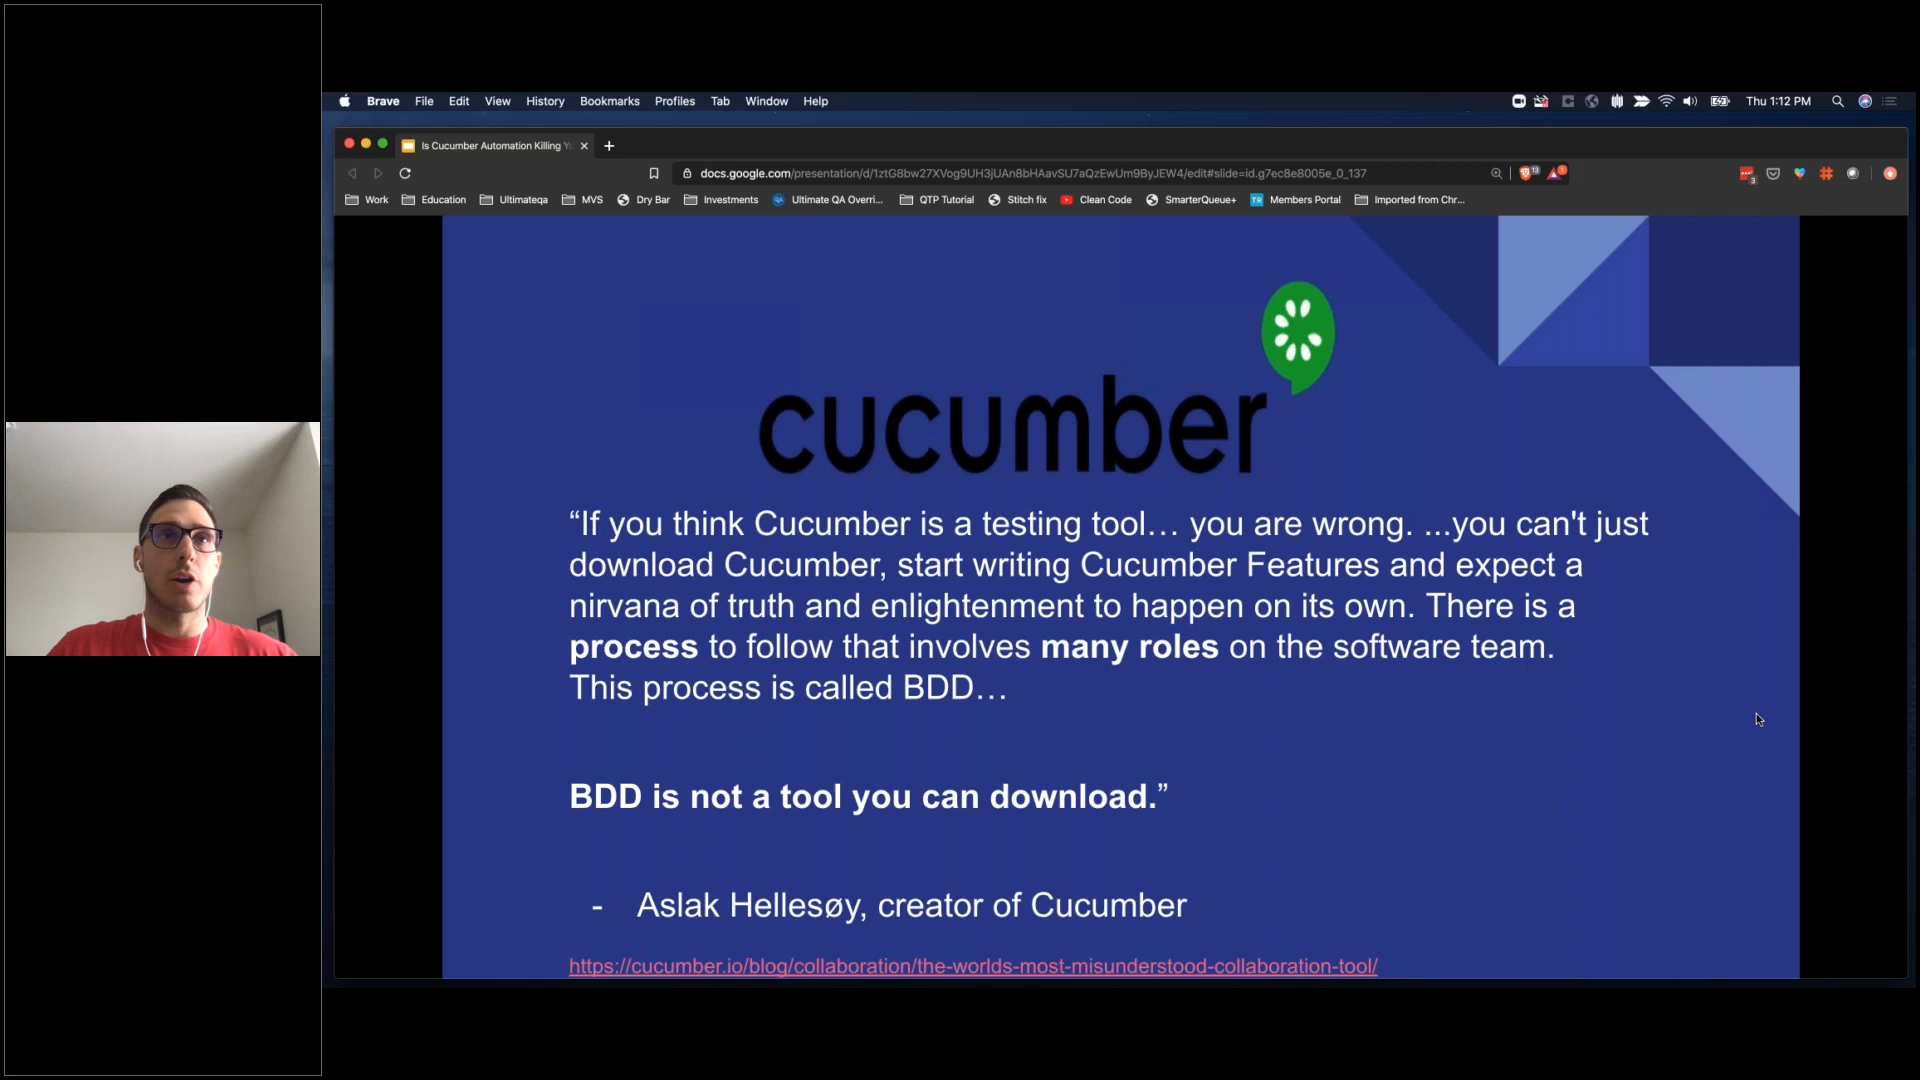 Brave File Edit View History Bookmarks Profiles Tab Window Help Thu 1:12 PM
Is Cucumber Automation Killing Y
docs.google.com/presentation/d/1ztG8bw27XVog9UH3jUAn8bHAavSU7aQzEwUm9ByJEW4/edit#slide=id.g7ec8e8005e_0_137 13 1 3
Work Education Ultimateqa MVS Dry Bar Investments Ultimate QA Overri... QTP Tutorial Stitch fix Clean Code SmarterQueue+ TR Members Portal Imported from Chr...
cucumber
“If you think Cucumber is a testing tool… you are wrong. ...you can't just
download Cucumber, start writing Cucumber Features and expect a
nirvana of truth and enlightenment to happen on its own. There is a
process to follow that involves many roles on the software team.
This process is called BDD…
BDD is not a tool you can download.”
- Aslak Hellesøy, creator of Cucumber
https://cucumber.io/blog/collaboration/the-worlds-most-misunderstood-collaboration-tool/